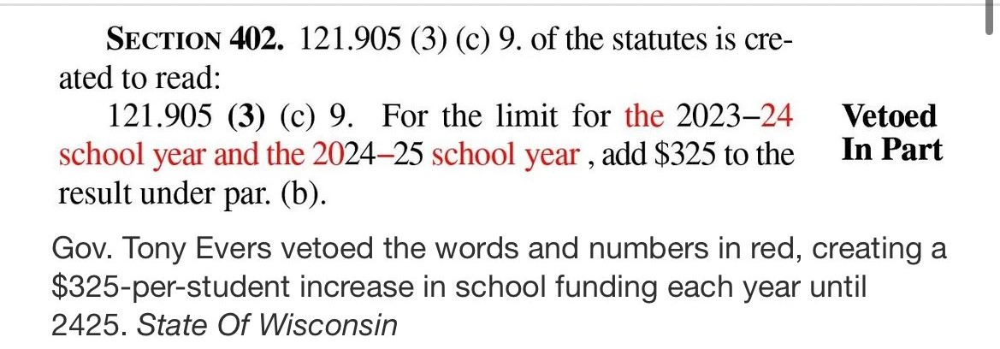 SECTION 402. 121.905 (3) (c) 9. of the statutes is cre-
ated to read:
121.905 (3) (c) 9. For the limit for the 2023–24
school year and the 2024–25 school year , add $325 to the
result under par. (b).
Vetoed
In Part
Gov. Tony Evers vetoed the words and numbers in red, creating a
$325-per-student increase in school funding each year until
2425. State Of Wisconsin